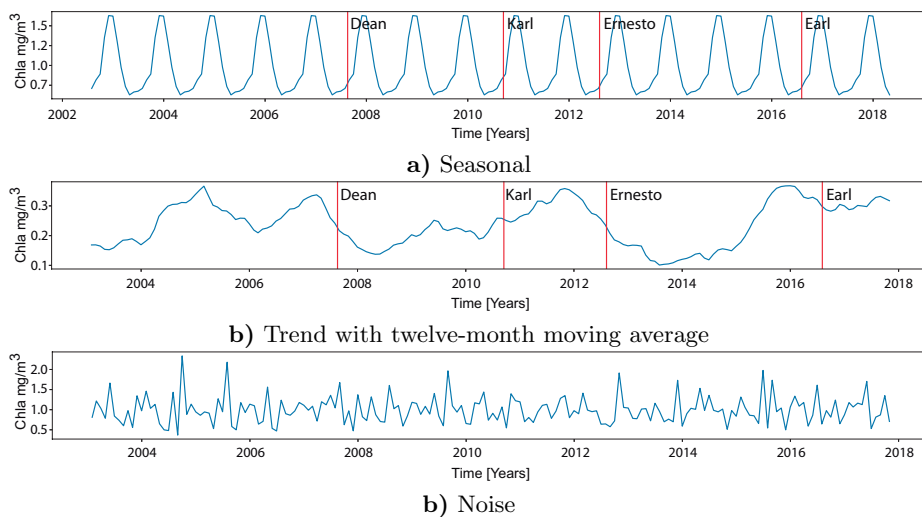 Chla mg/m3
1.5
1.2
1.0
0.7
Dean
Karl
Ernesto
Earl
2002 2004 2006 2008 2010 2012 2014 2016 2018
Time [Years]
a) Seasonal
Chla mg/m3
0.3
0.2
0.1
Dean
Karl
Ernesto
Earl
2004 2006 2008 2010 2012 2014 2016 2018
Time [Years]
b) Trend with twelve-month moving average
Chla mg/m3
2.0
1.5
1.0
0.5
2004 2006 2008 2010 2012 2014 2016 2018
Time [Years]
b) Noise